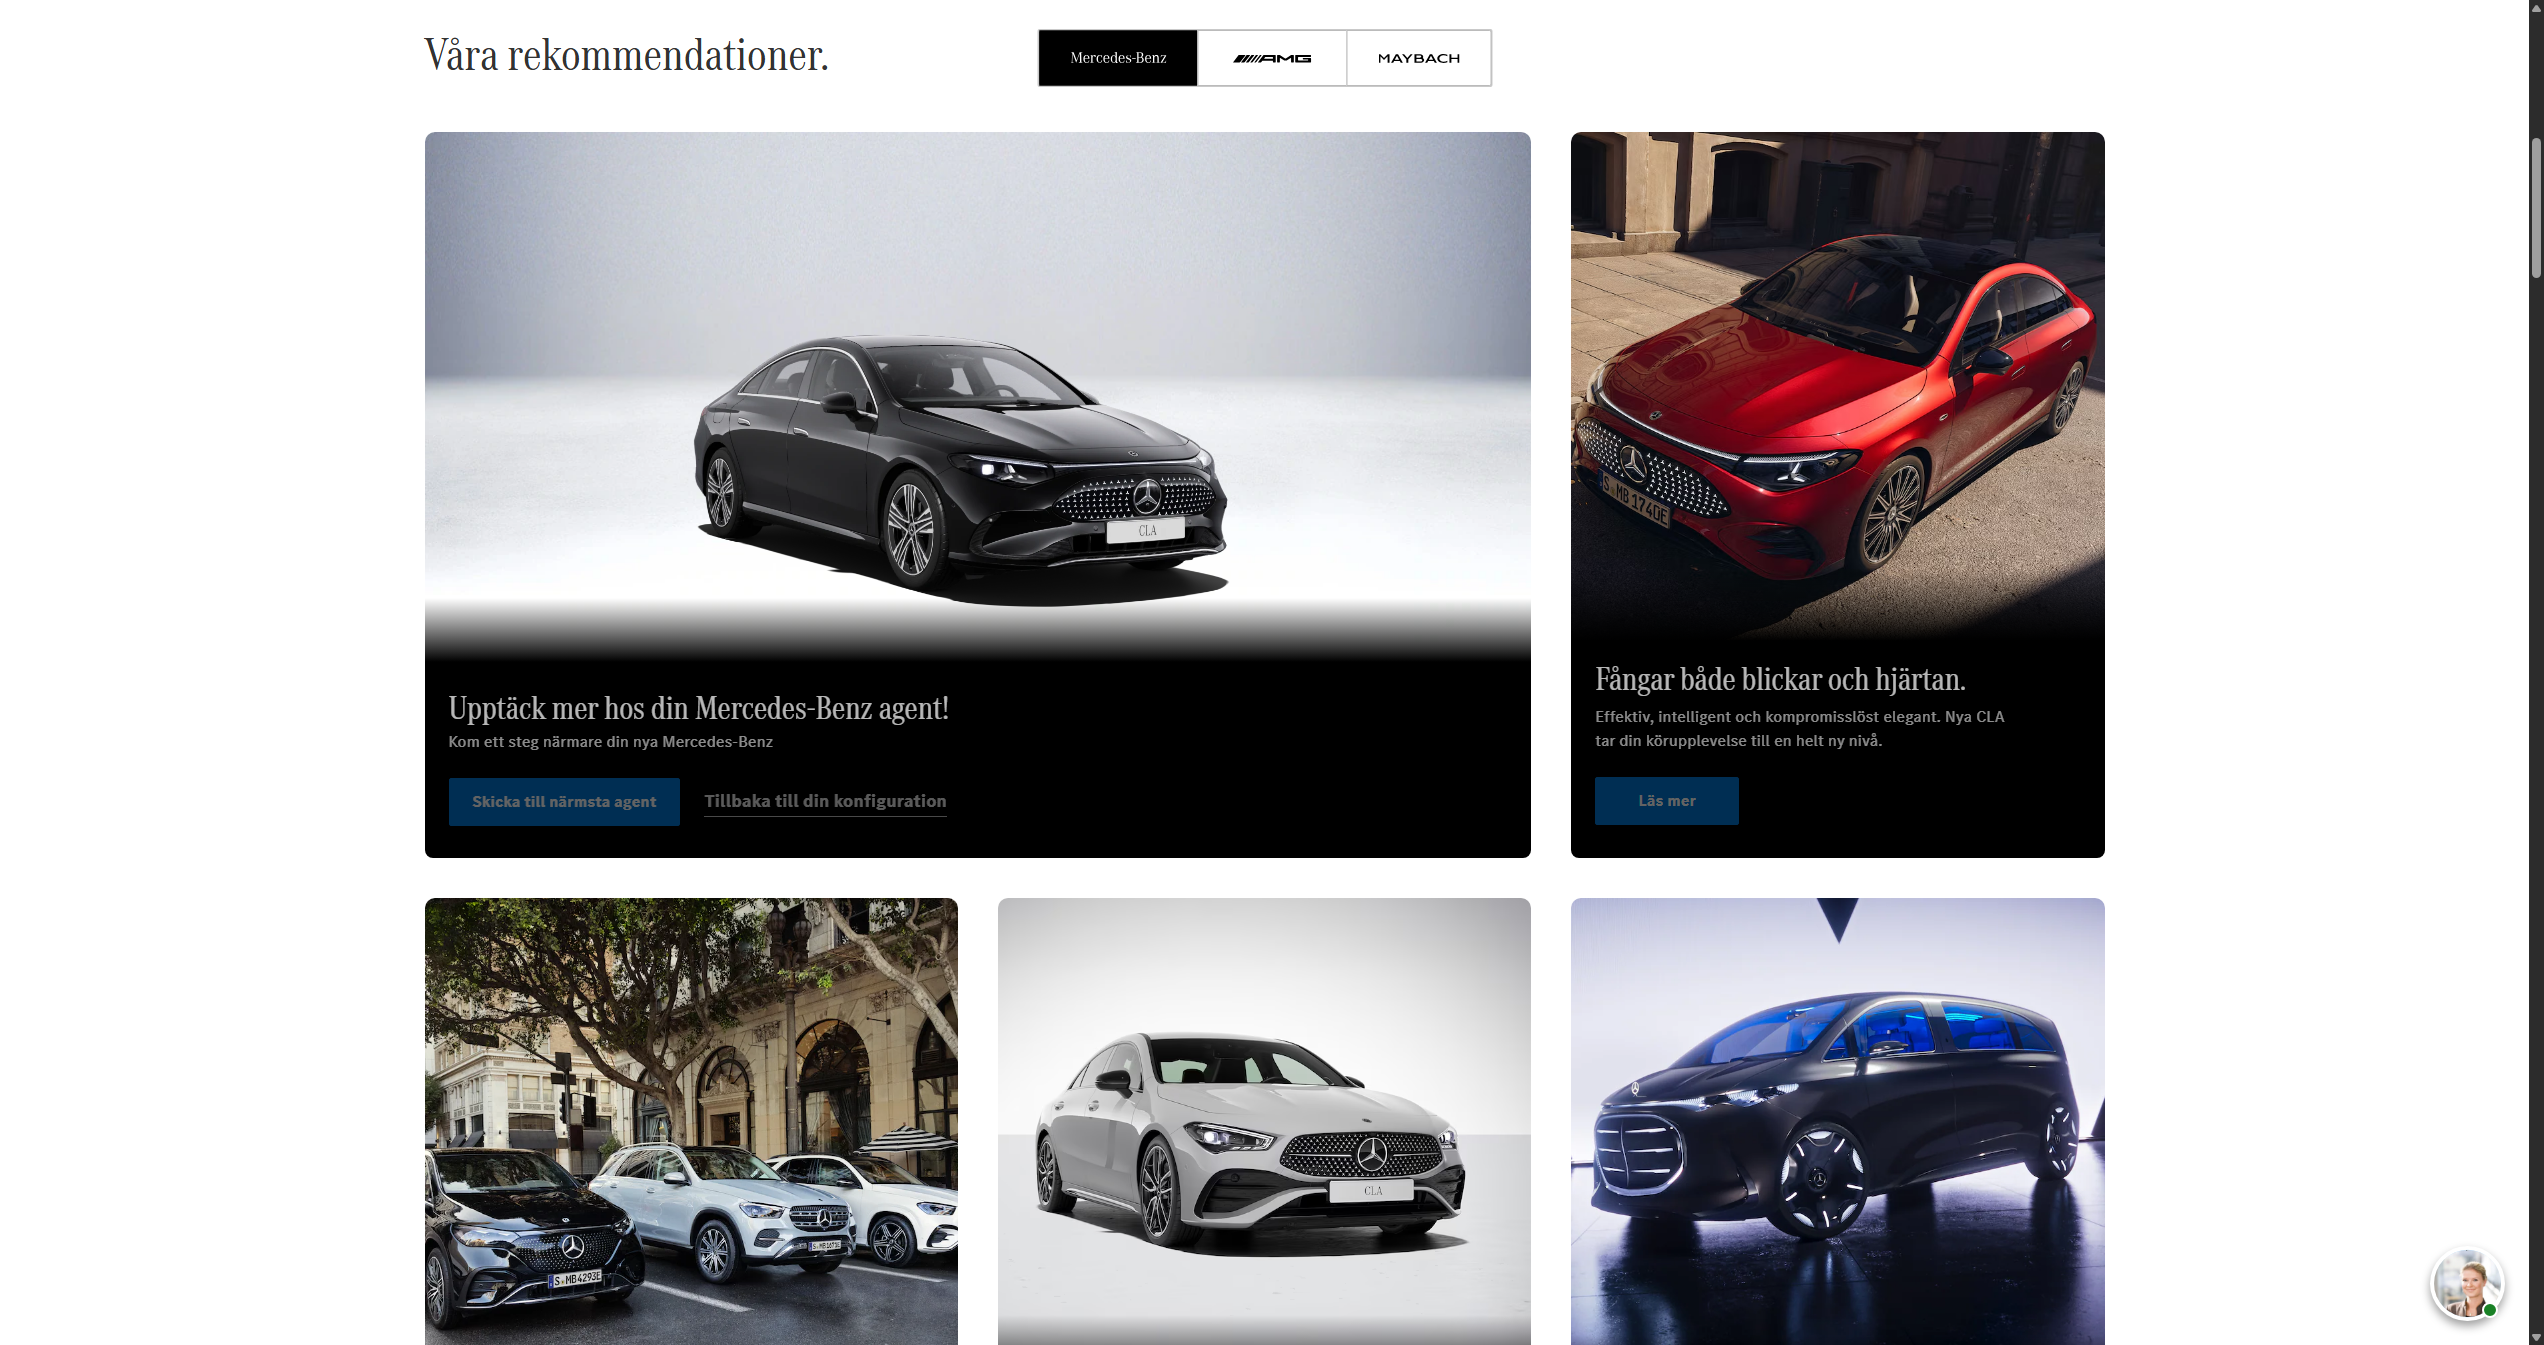 Våra rekommendationer.
Mercedes-Benz
AMG
MAYBACH
CLA
S MB 1740E
Upptäck mer hos din Mercedes-Benz agent!
Kom ett steg närmare din nya Mercedes-Benz
Skicka till närmsta agent
Tillbaka till din konfiguration
Fångar både blickar och hjärtan.
Effektiv, intelligent och kompromisslöst elegant. Nya CLA
tar din körupplevelse till en helt ny nivå.
Läs mer
S MB 4293E
CLA